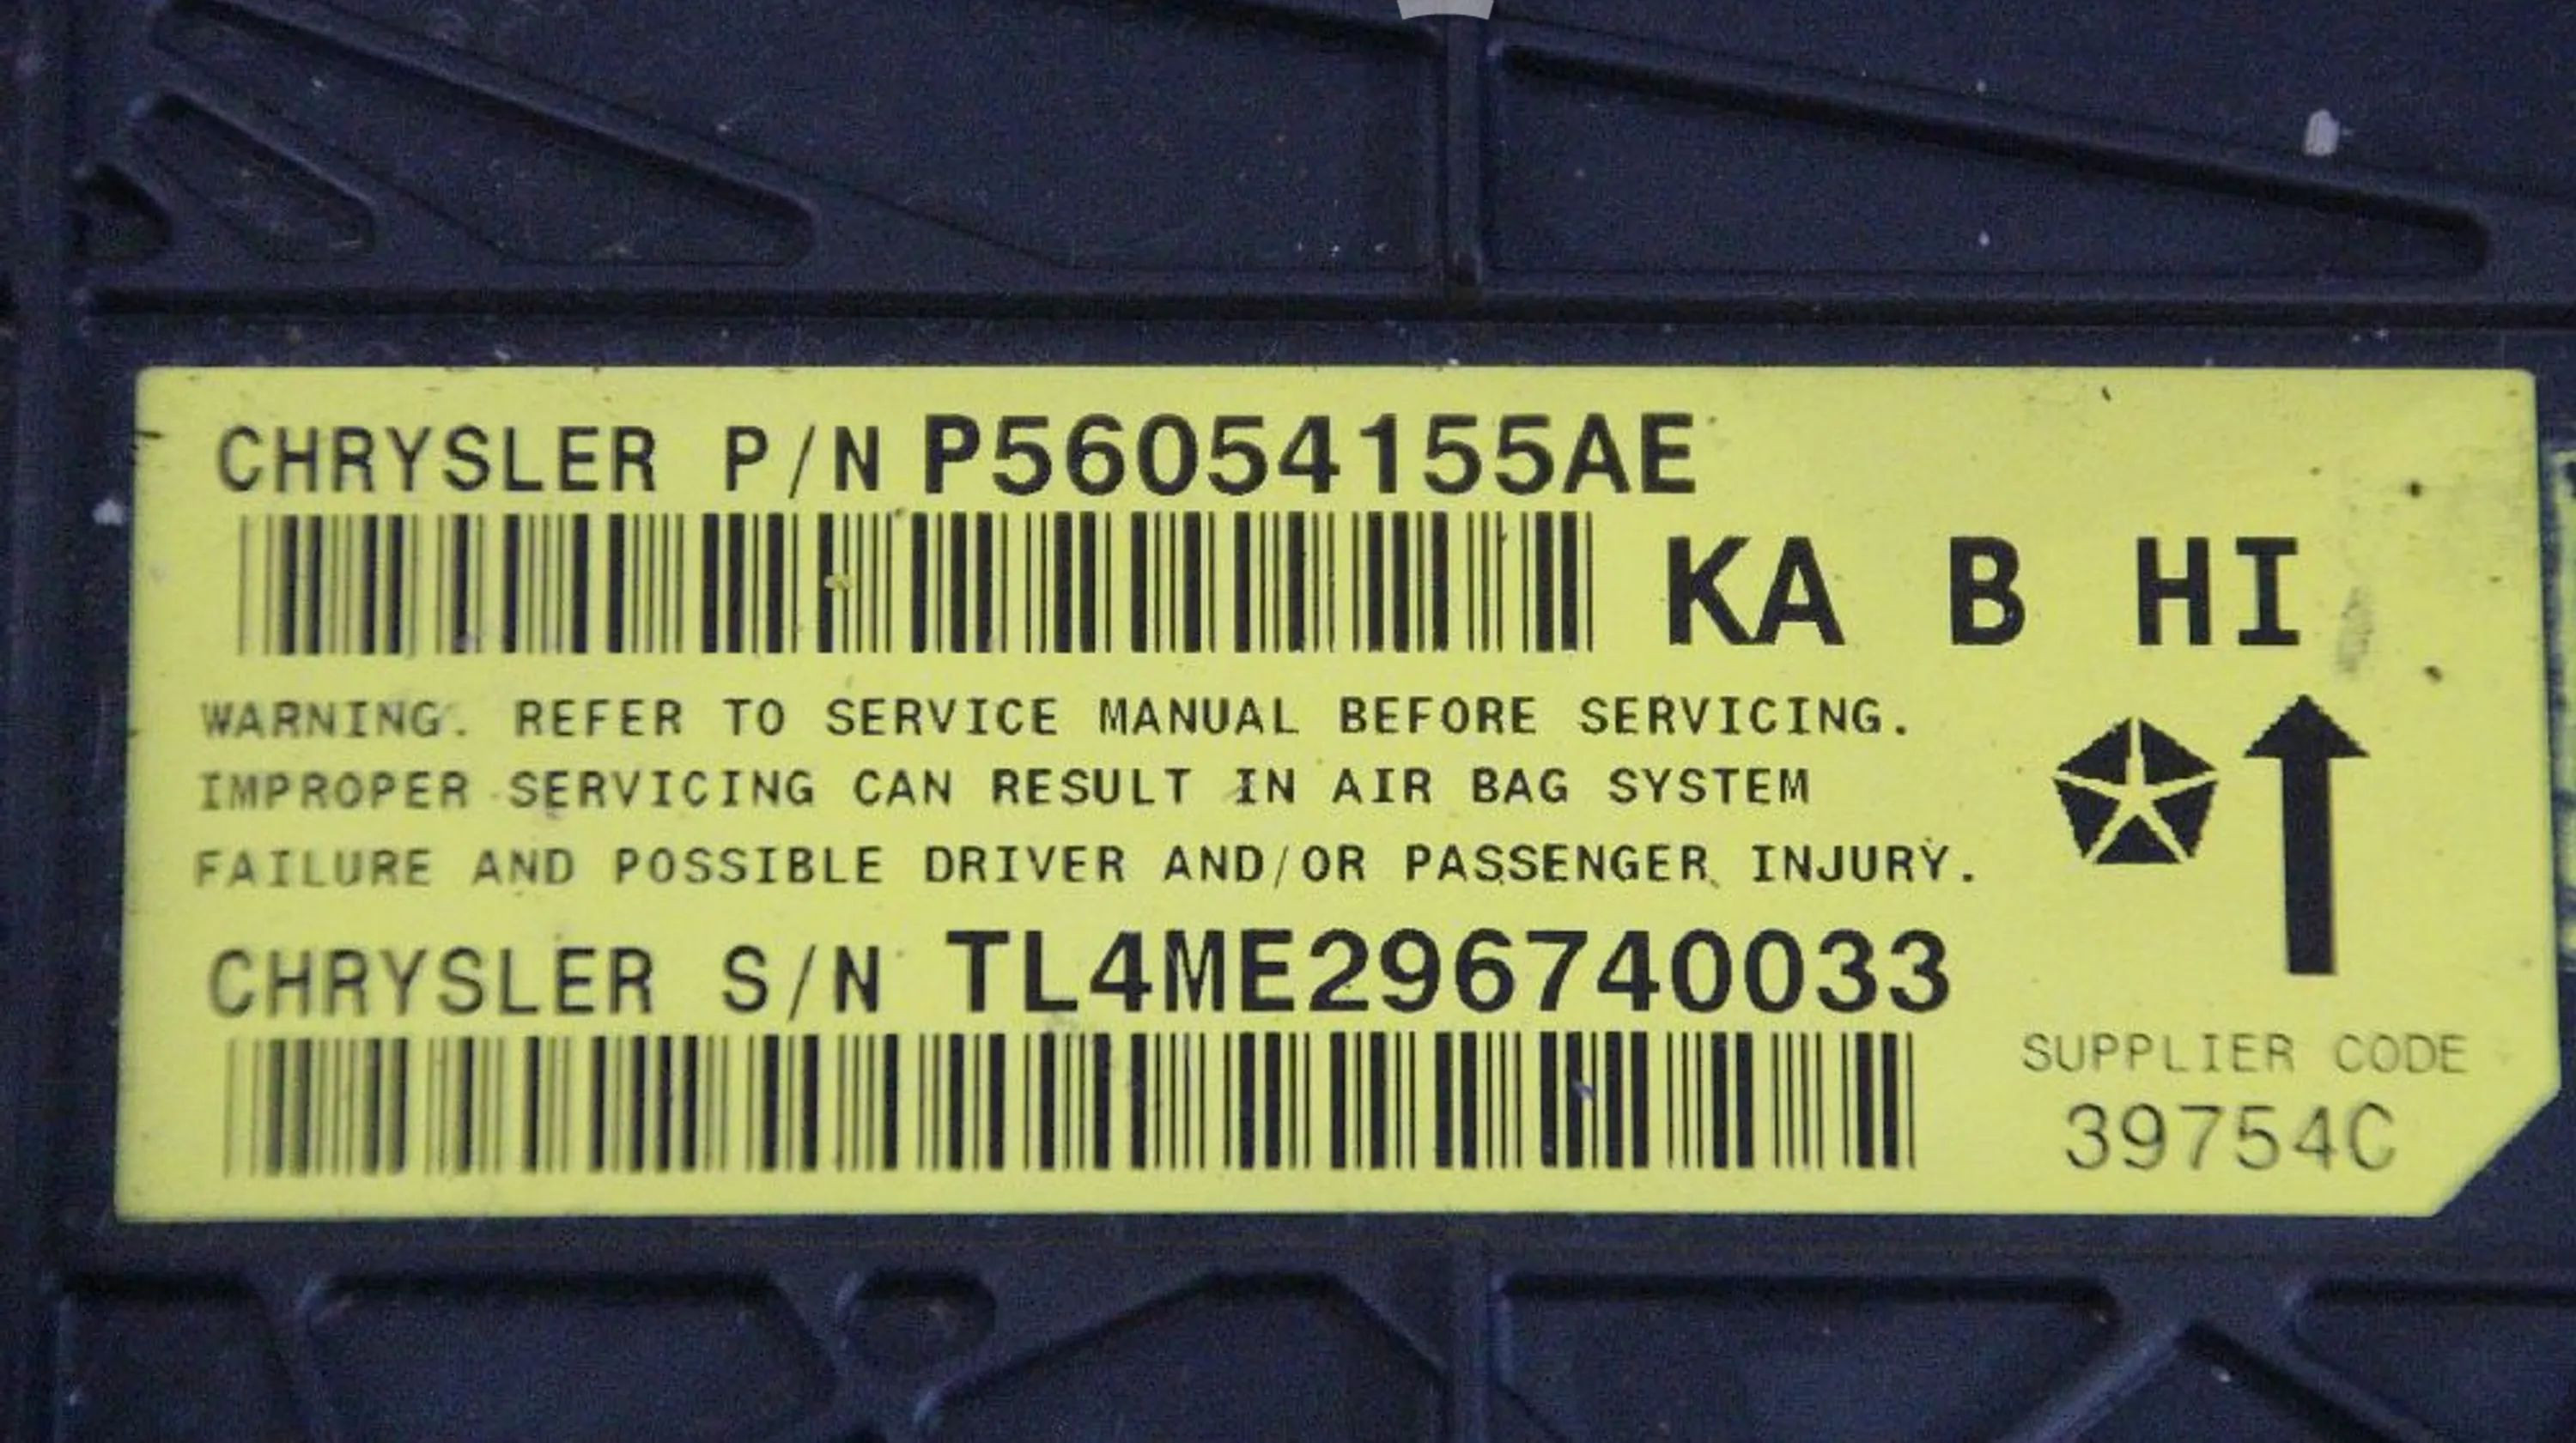 CHRYSLER P/N P56054155AE
KA B HI
WARNING. REFER TO SERVICE MANUAL BEFORE SERVICING.
IMPROPER SERVICING CAN RESULT IN AIR BAG SYSTEM
FAILURE AND POSSIBLE DRIVER AND/OR PASSENGER INJURY.
CHRYSLER S/N TL4ME296740033
SUPPLIER CODE
39754C